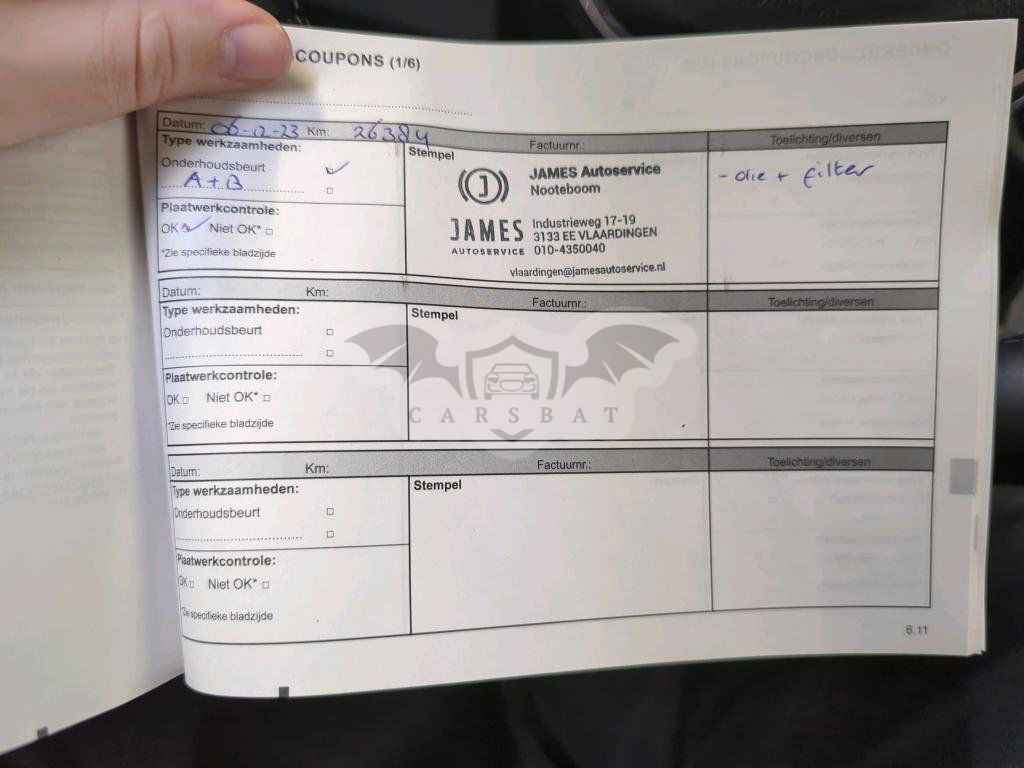 COUPONS (1/6)
Datum: 06-12-23 Km: 26384 Factuurnr.: Toelichting/diversen
Type werkzaamheden:
Stempel
Onderhoudsbeurt
A+B
Plaatwerkcontrole:
OK Niet OK*
*Zie specifieke bladzijde
JAMES Autoservice
Nooteboom
JAMES
AUTOSERVICE
Industrieweg 17-19
3133 EE VLAARDINGEN
010-4350040
vlaardingen@jamesautoservice.nl
- olie + filter
Datum: Km: Factuurnr.: Toelichting/diversen
Type werkzaamheden:
Stempel
Onderhoudsbeurt
Plaatwerkcontrole:
OK Niet OK*
*Zie specifieke bladzijde
CARSBAT
Datum: Km: Factuurnr.: Toelichting/diversen
Type werkzaamheden:
Stempel
Onderhoudsbeurt
Plaatwerkcontrole:
OK Niet OK*
*Zie specifieke bladzijde
6.11